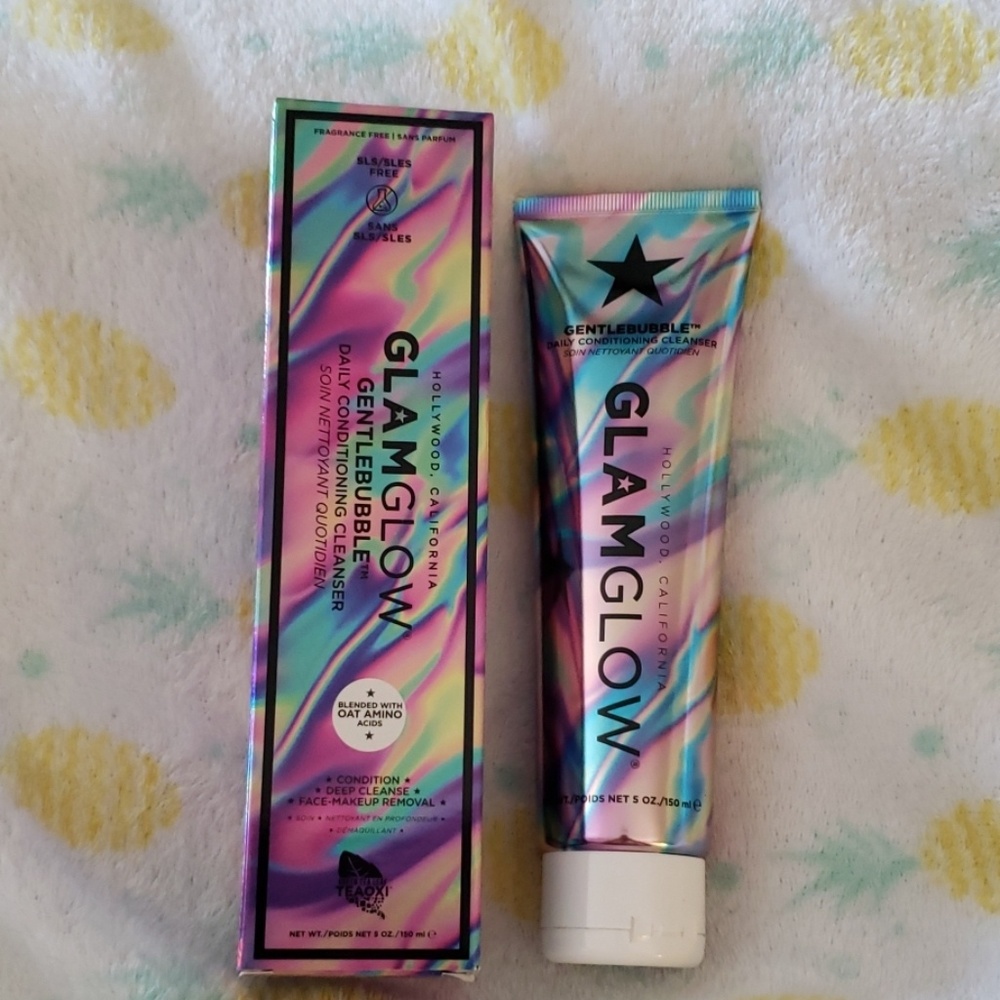 FRAGRANCE FREE | SANS PARFUM
SLS/SLES
FREE
SANS
SLS/SLES
HOLLYWOOD, CALIFORNIA
GLAMGLOW®
GENTLEBUBBLE™
DAILY CONDITIONING CLEANSER
SOIN NETTOYANT QUOTIDIEN
★
BLENDED WITH
OAT AMINO
ACIDS
★
★ CONDITION ★
★ DEEP CLEANSE ★
★ FACE-MAKEUP REMOVAL ★
• SOIN • NETTOYANT EN PROFONDEUR •
• DÉMAQUILLANT •
TEAOXI
NET WT./POIDS NET 5 OZ./150 ml ℮
GENTLEBUBBLE™
DAILY CONDITIONING CLEANSER
SOIN NETTOYANT QUOTIDIEN
HOLLYWOOD, CALIFORNIA
GLAMGLOW®
WT./POIDS NET 5 OZ./150 ml ℮